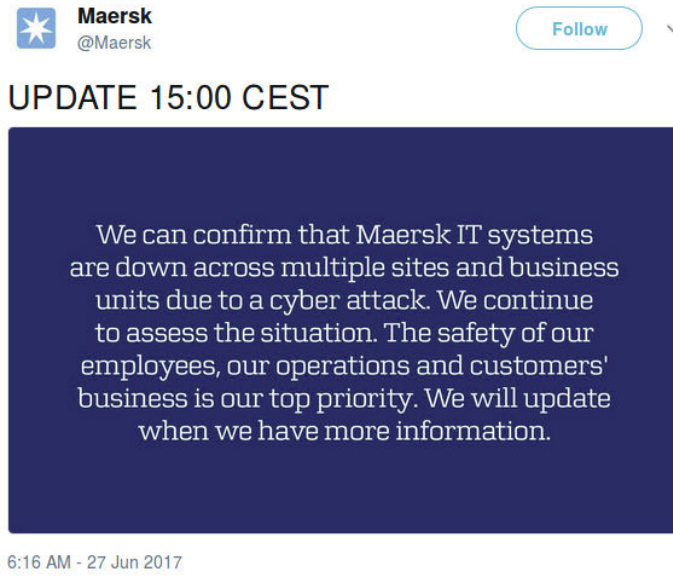 Maersk
@Maersk
Follow
UPDATE 15:00 CEST
We can confirm that Maersk IT systems
are down across multiple sites and business
units due to a cyber attack. We continue
to assess the situation. The safety of our
employees, our operations and customers'
business is our top priority. We will update
when we have more information.
6:16 AM - 27 Jun 2017